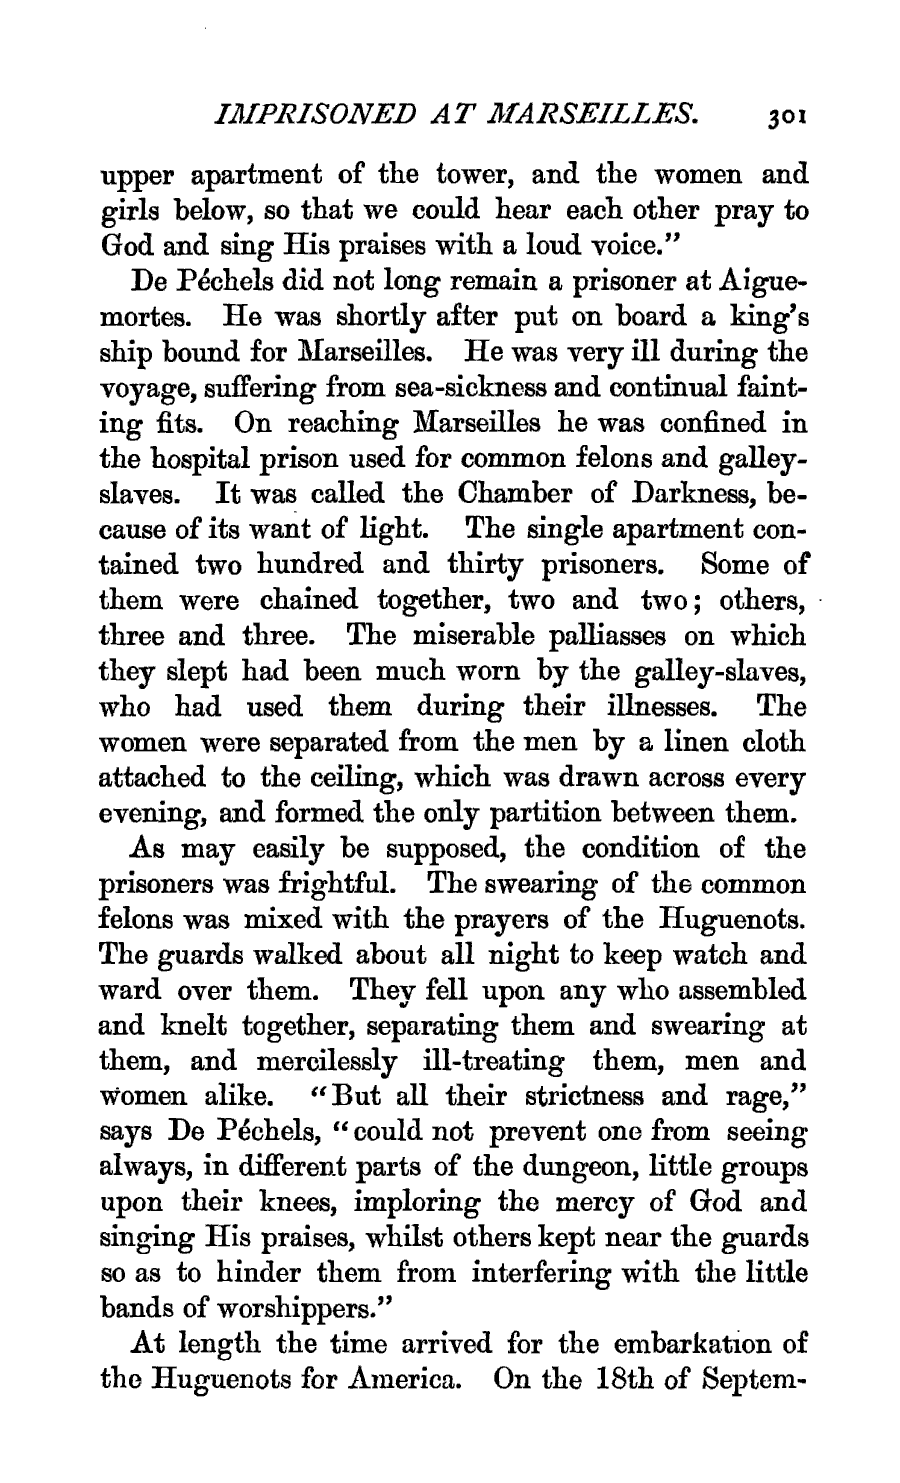 IMPRISONED AT MARSEILLES. 301
upper apartment of the tower, and the women and
girls below, so that we could hear each other pray to
God and sing His praises with a loud voice.”
De Péchels did not long remain a prisoner at Aigue-
mortes. He was shortly after put on board a king’s
ship bound for Marseilles. He was very ill during the
voyage, suffering from sea-sickness and continual faint-
ing fits. On reaching Marseilles he was confined in
the hospital prison used for common felons and galley-
slaves. It was called the Chamber of Darkness, be-
cause of its want of light. The single apartment con-
tained two hundred and thirty prisoners. Some of
them were chained together, two and two; others,
three and three. The miserable palliasses on which
they slept had been much worn by the galley-slaves,
who had used them during their illnesses. The
women were separated from the men by a linen cloth
attached to the ceiling, which was drawn across every
evening, and formed the only partition between them.
As may easily be supposed, the condition of the
prisoners was frightful. The swearing of the common
felons was mixed with the prayers of the Huguenots.
The guards walked about all night to keep watch and
ward over them. They fell upon any who assembled
and knelt together, separating them and swearing at
them, and mercilessly ill-treating them, men and
women alike. “But all their strictness and rage,”
says De Péchels, “could not prevent one from seeing
always, in different parts of the dungeon, little groups
upon their knees, imploring the mercy of God and
singing His praises, whilst others kept near the guards
so as to hinder them from interfering with the little
bands of worshippers.”
At length the time arrived for the embarkation of
the Huguenots for America. On the 18th of Septem-